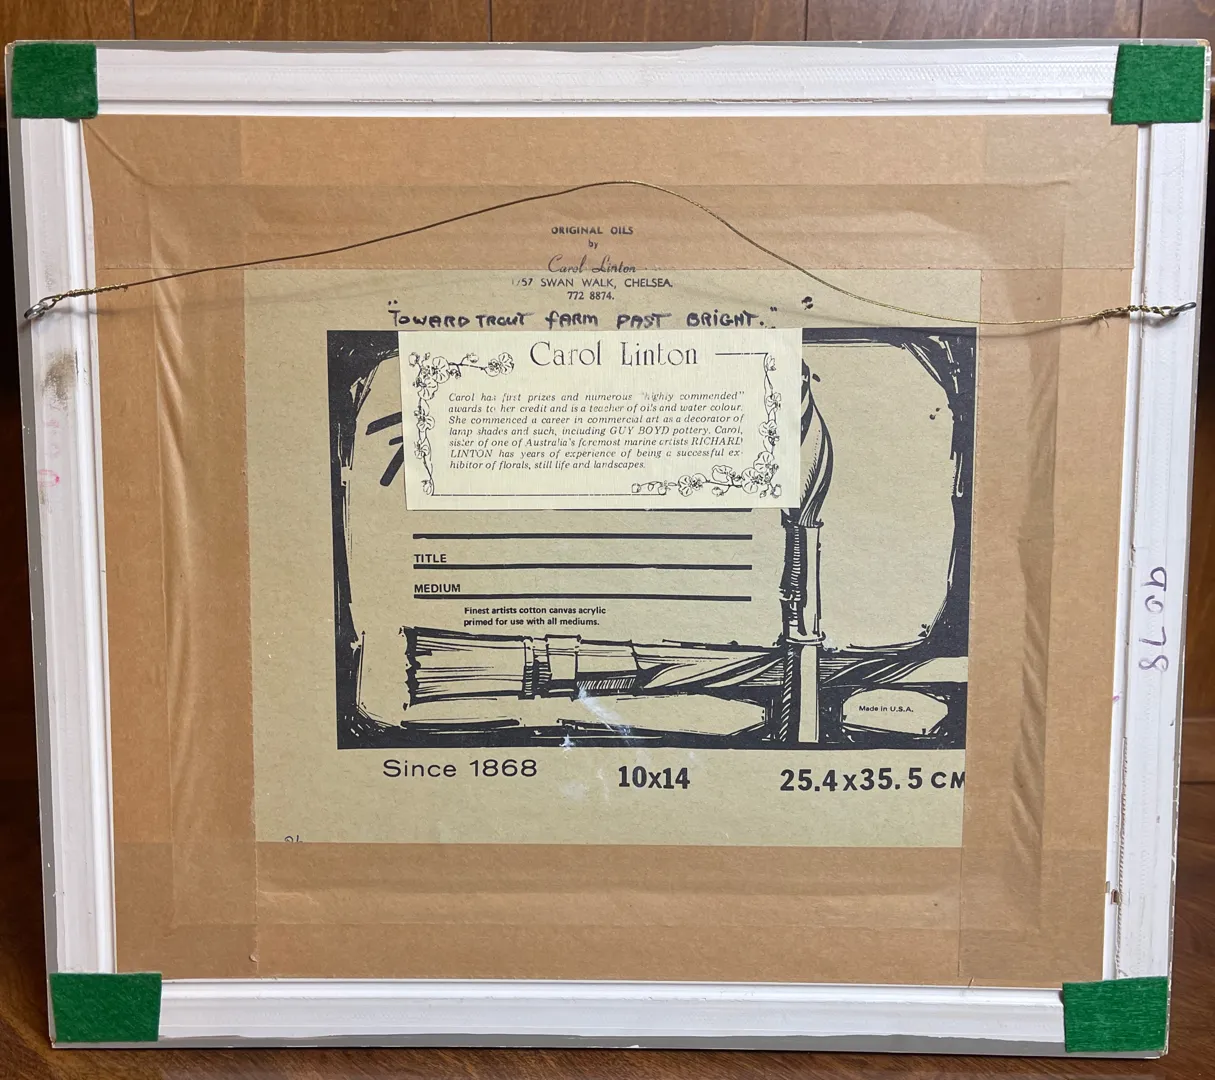 ORIGINAL OILS
by
Carol Linton
1/57 SWAN WALK, CHELSEA.
772 8874.
"TOWARD TROUT FARM PAST BRIGHT."
Carol Linton
Carol has first prizes and numerous "highly commended"
awards to her credit and is a teacher of oils and water colour.
She commenced a career in commercial art as a decorator of
lamp shades and such, including GUY BOYD pottery. Carol,
sister of one of Australia's foremost marine artists RICHARD
LINTON has years of experience of being a successful ex-
hibitor of florals, still life and landscapes.
TITLE
MEDIUM
Finest artists cotton canvas acrylic
primed for use with all mediums.
Made in U.S.A.
Since 1868
10x14
25.4x35.5 CM
9078